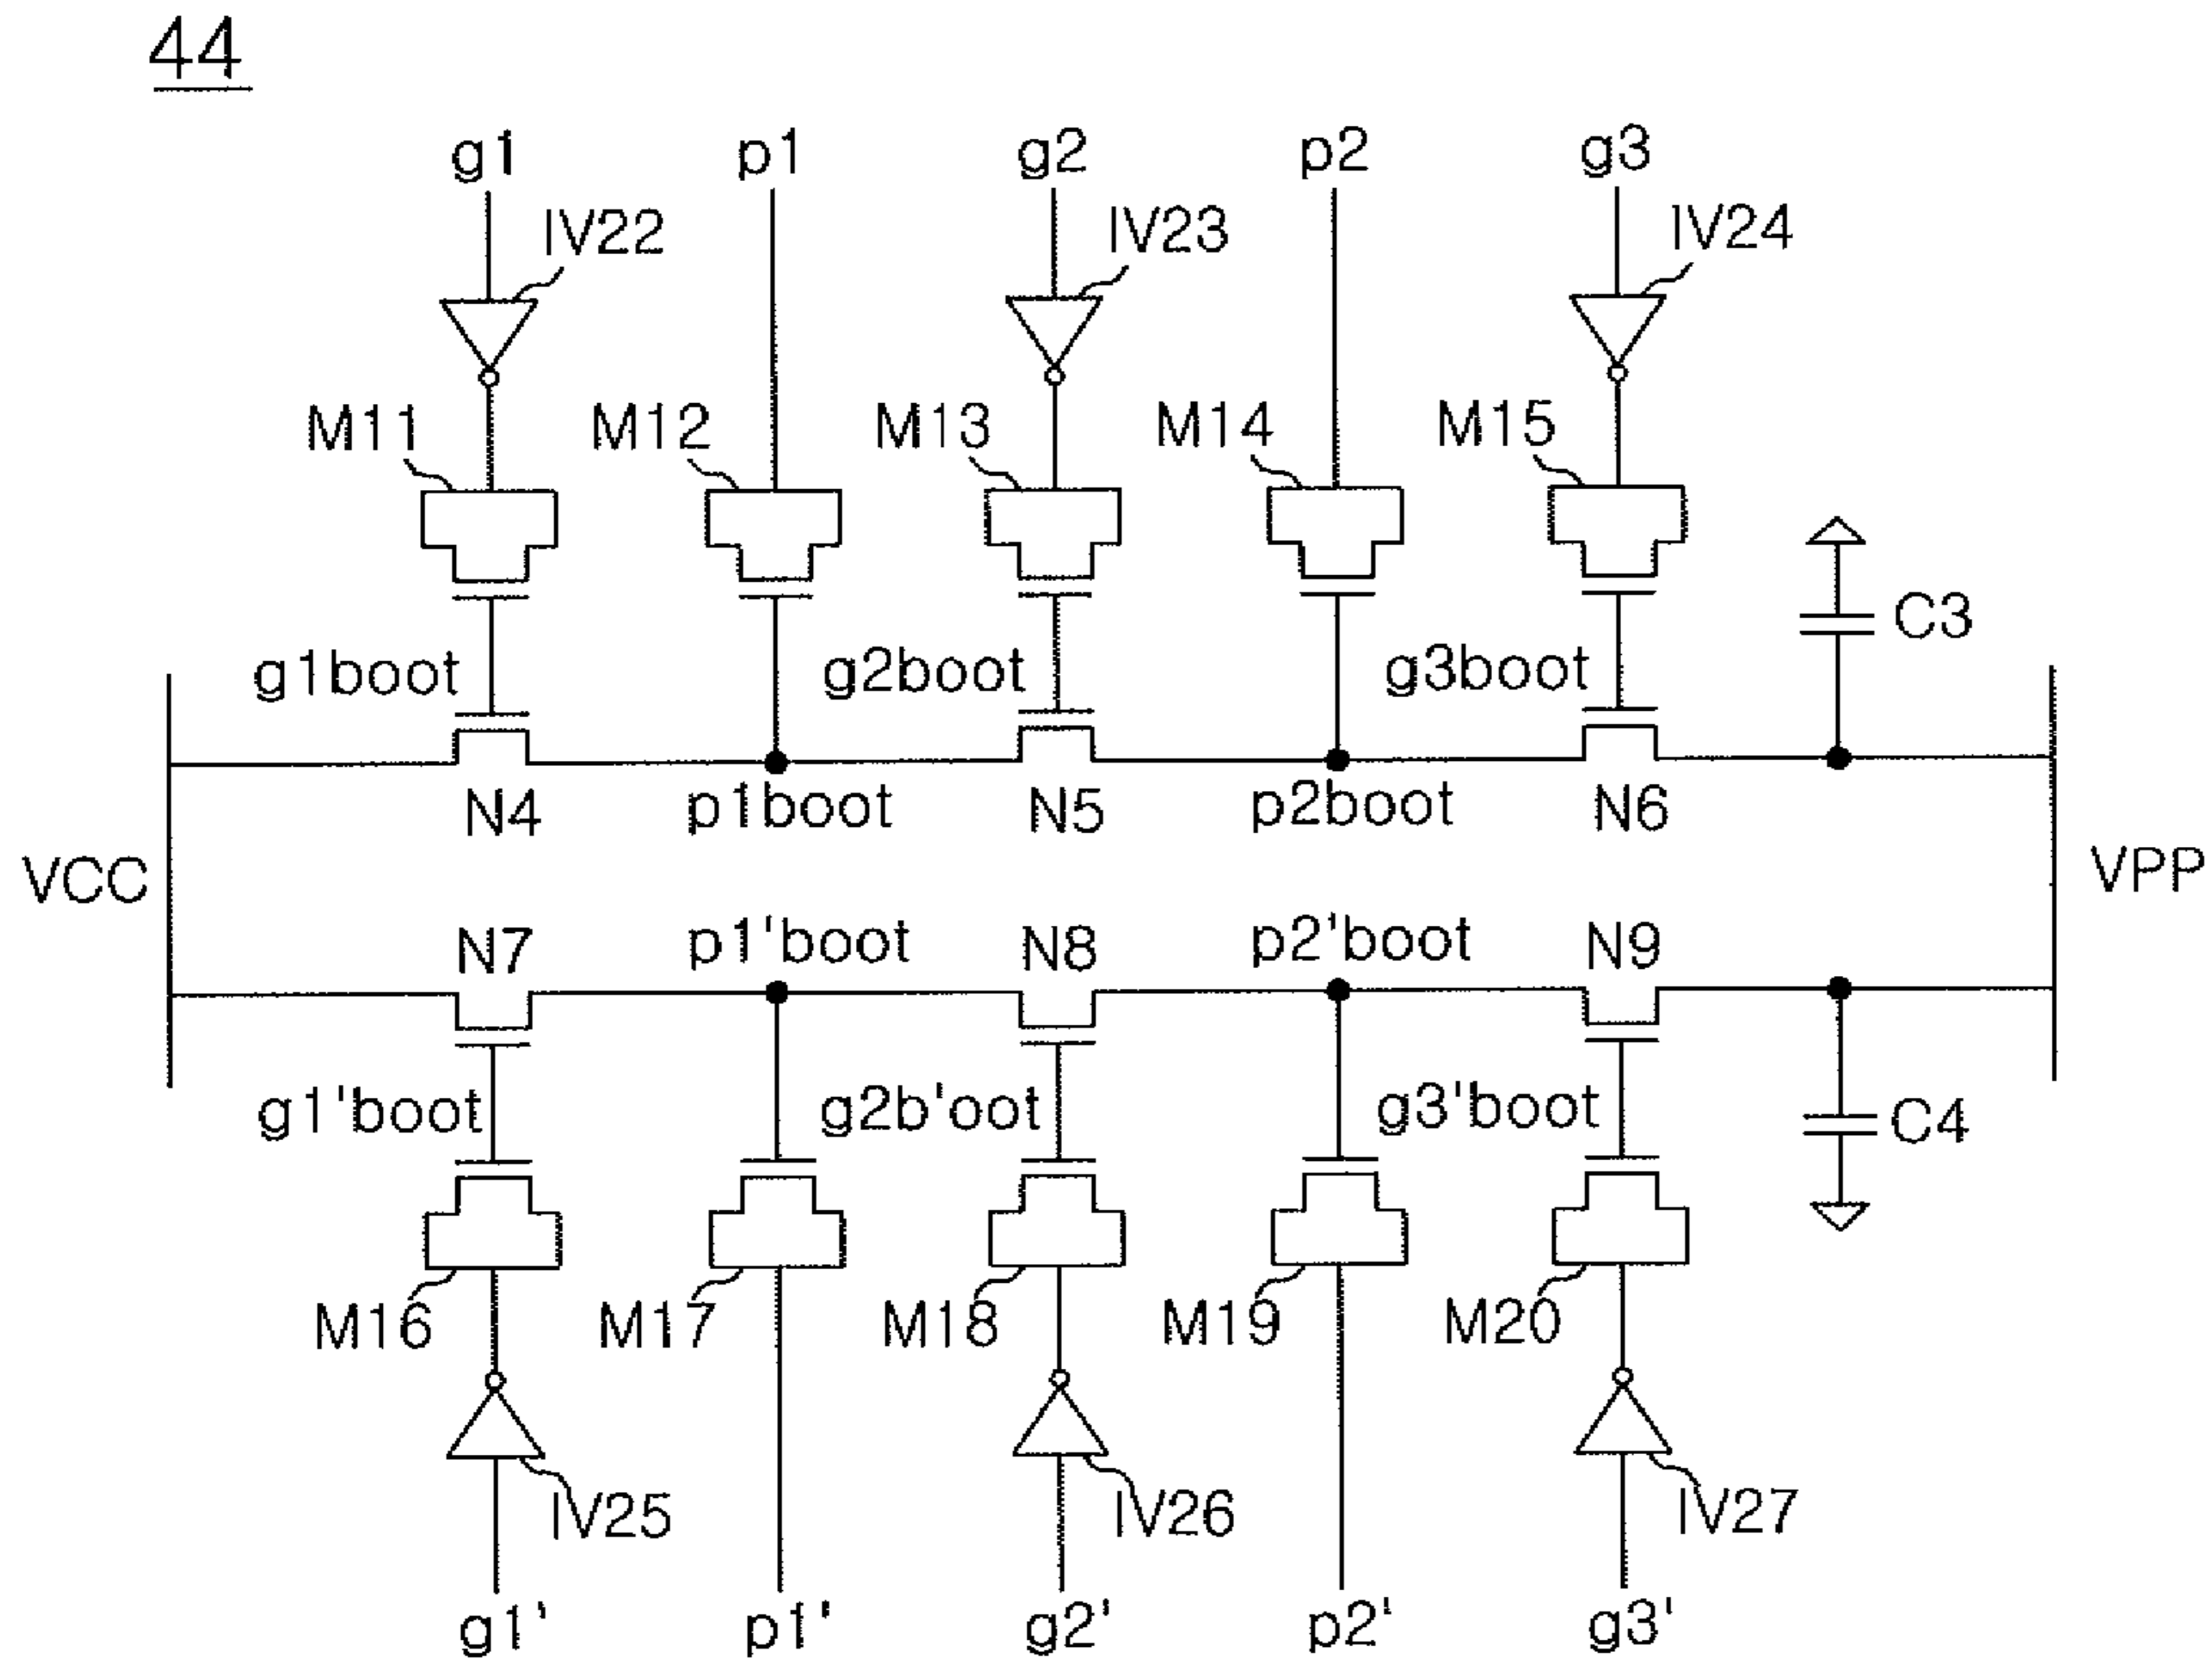 44
g1 p1 g2 p2 g3
IV22 IV23 IV24
M11 M12 M13 M14 M15
C3
g1boot g2boot g3boot
N4 p1boot N5 p2boot N6
VCC VPP
N7 p1'boot N8 p2'boot N9
g1'boot g2b'oot g3'boot C4
M16 M17 M18 M19 M20
IV25 IV26 IV27
g1' p1' g2' p2' g3'